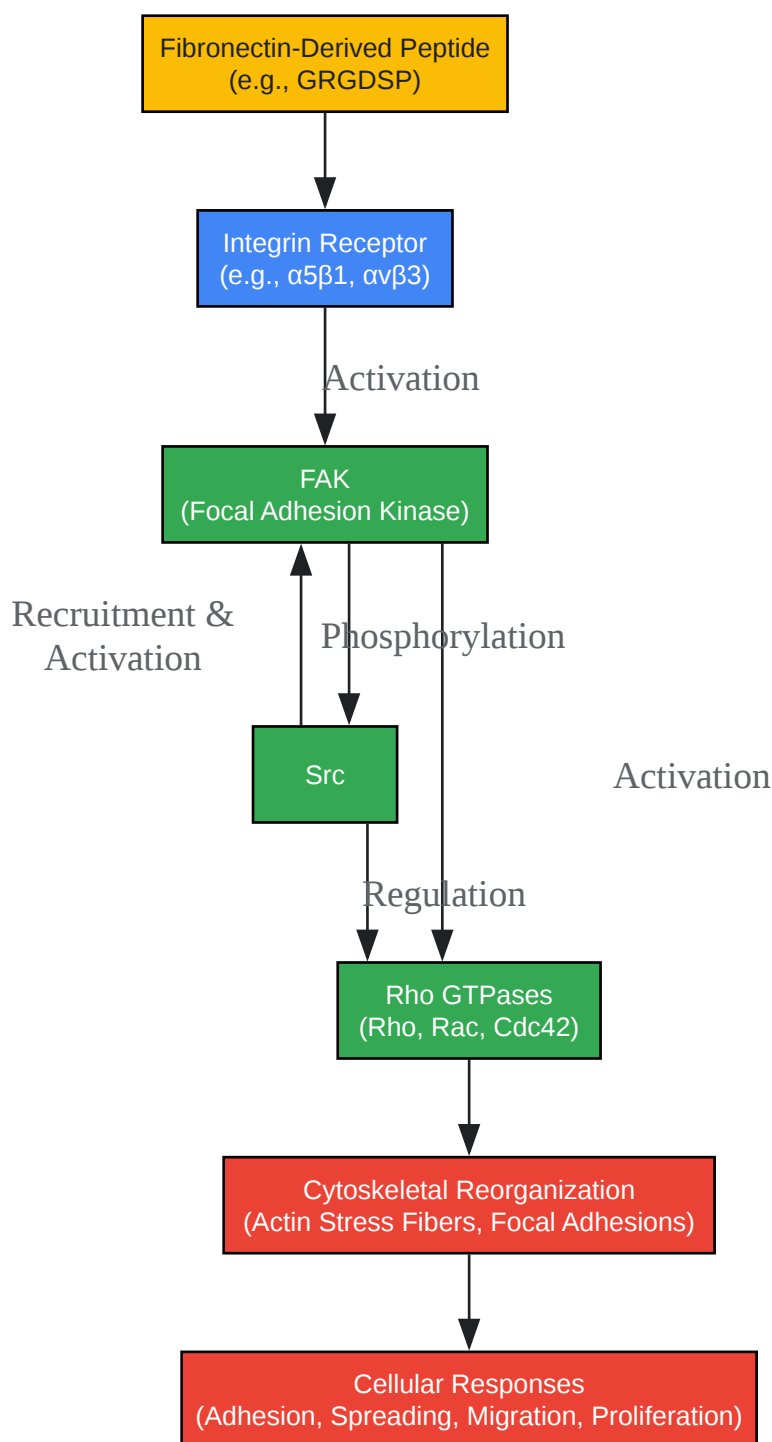 Fibronectin-Derived Peptide
(e.g., GRGDSP)
Integrin Receptor
(e.g., α5β1, αvβ3)
Activation
FAK
(Focal Adhesion Kinase)
Recruitment &
Activation
Phosphorylation
Src
Activation
Regulation
Rho GTPases
(Rho, Rac, Cdc42)
Cytoskeletal Reorganization
(Actin Stress Fibers, Focal Adhesions)
Cellular Responses
(Adhesion, Spreading, Migration, Proliferation)